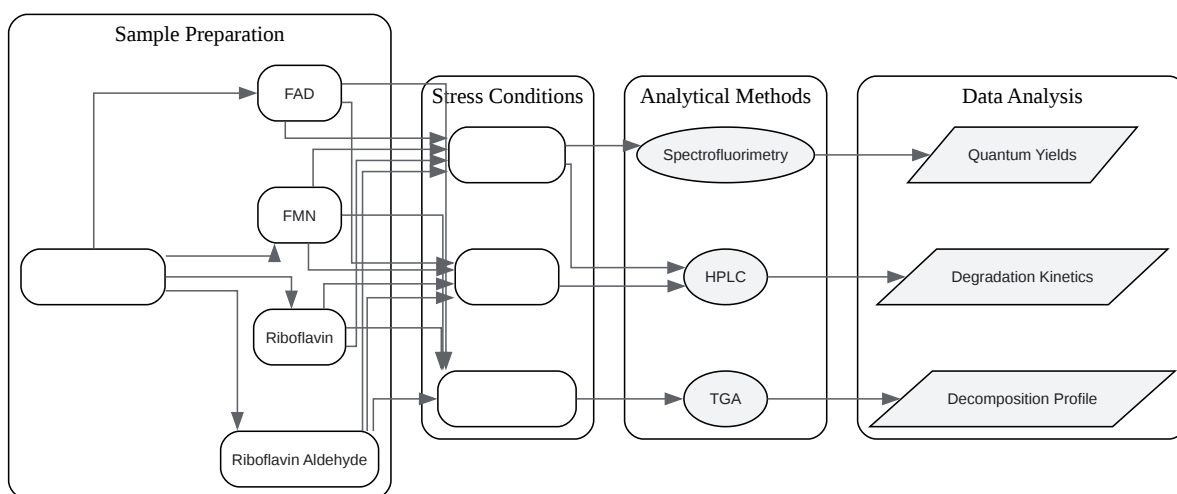 Sample Preparation
Stress Conditions
Analytical Methods
Data Analysis
FAD
FMN
Riboflavin
Riboflavin Aldehyde
Spectrofluorimetry
HPLC
TGA
Quantum Yields
Degradation Kinetics
Decomposition Profile